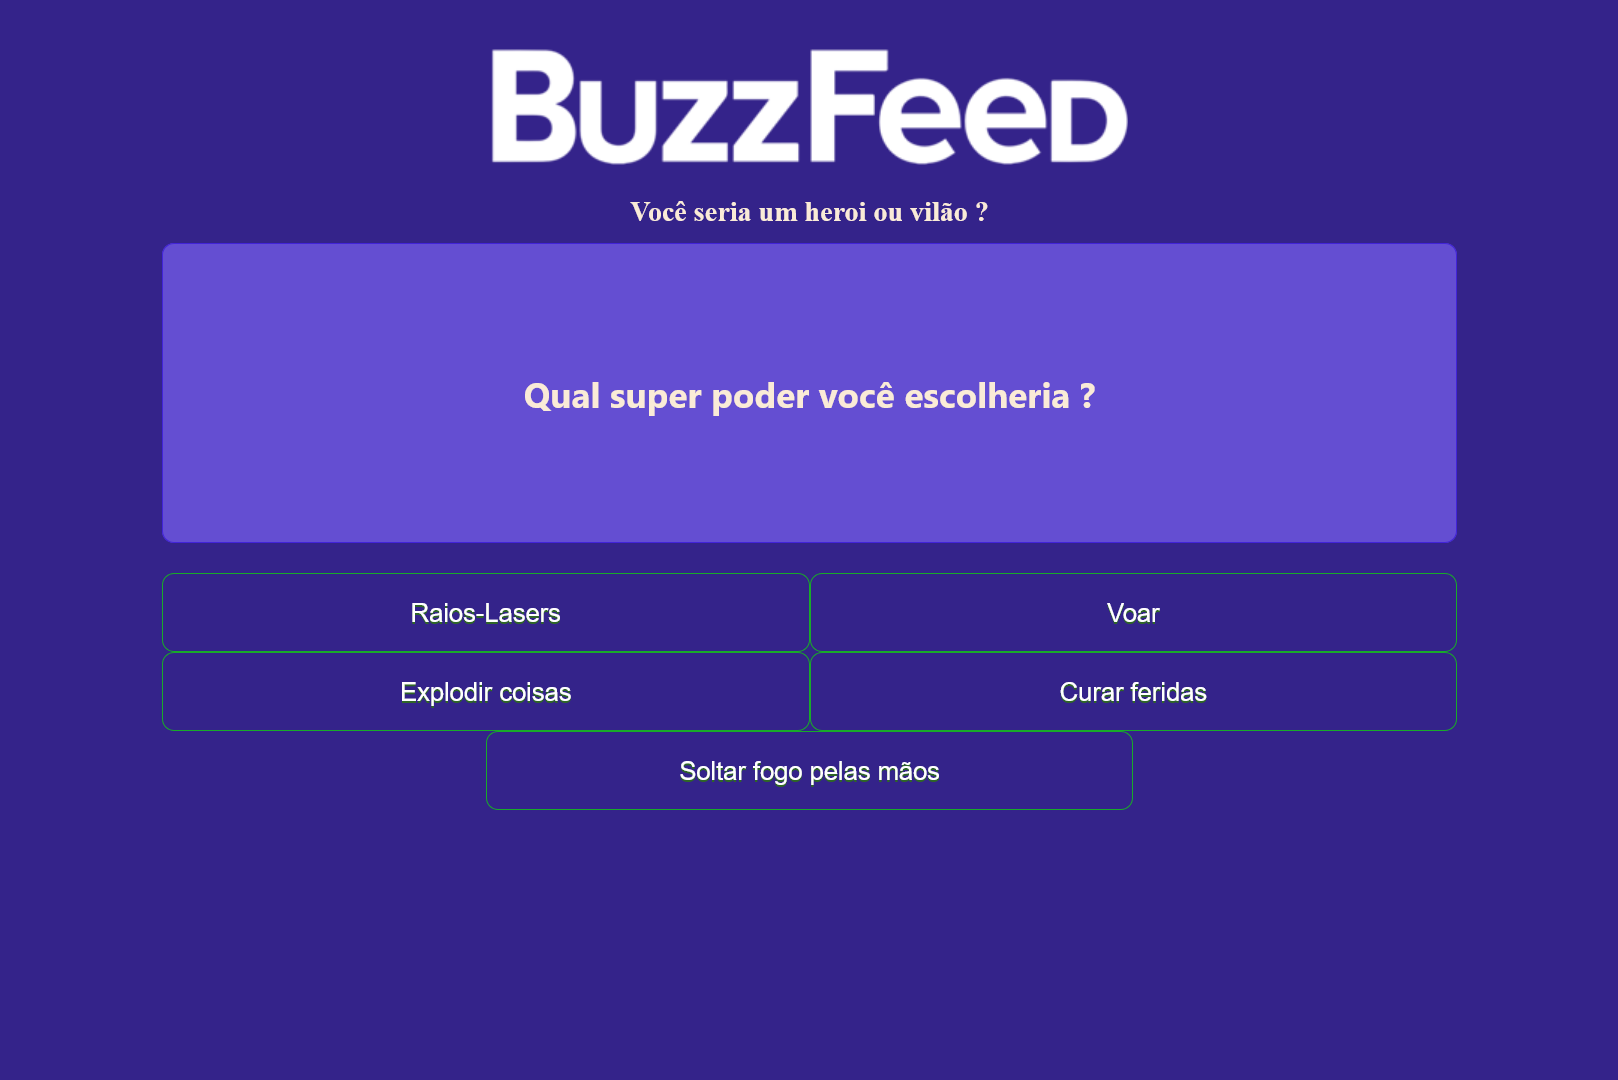 BuzzFeed
Você seria um heroi ou vilão ?
Qual super poder você escolheria ?
Raios-Lasers
Voar
Explodir coisas
Curar feridas
Soltar fogo pelas mãos